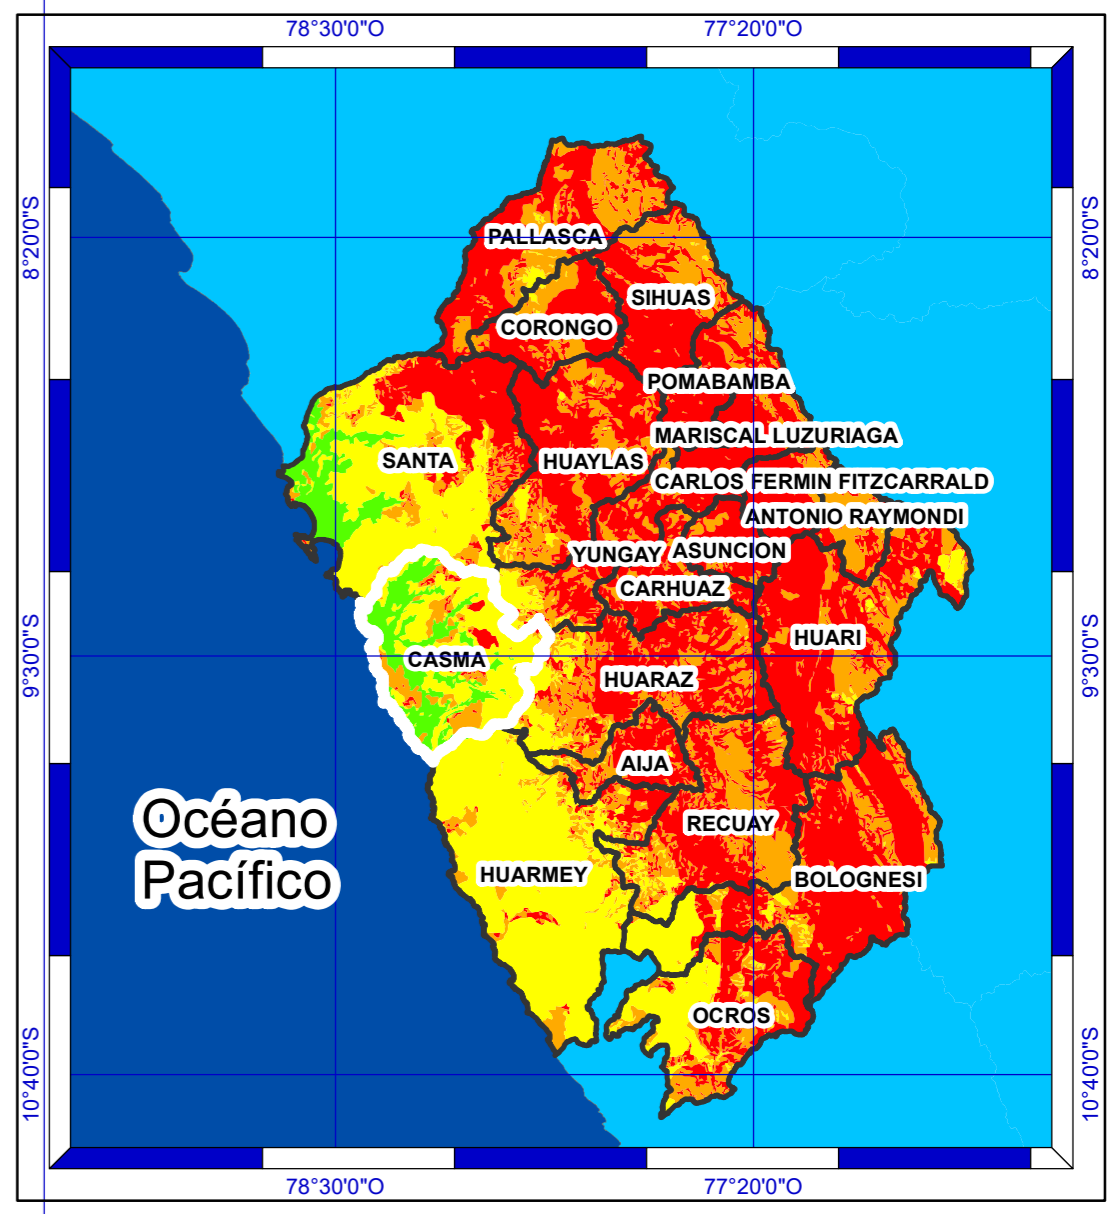 78°30'0"O 77°20'0"O
8°20'0"S 8°20'0"S
PALLASCA
SIHUAS
CORONGO
POMABAMBA
MARISCAL LUZURIAGA
SANTA HUAYLAS
CARLOS FERMIN FITZCARRALD
ANTONIO RAYMONDI
YUNGAY ASUNCION
CARHUAZ
HUARI
9°30'0"S 9°30'0"S
CASMA
HUARAZ
AIJA
Océano
Pacífico
RECUAY
HUARMEY BOLOGNESI
OCROS
10°40'0"S 10°40'0"S
78°30'0"O 77°20'0"O